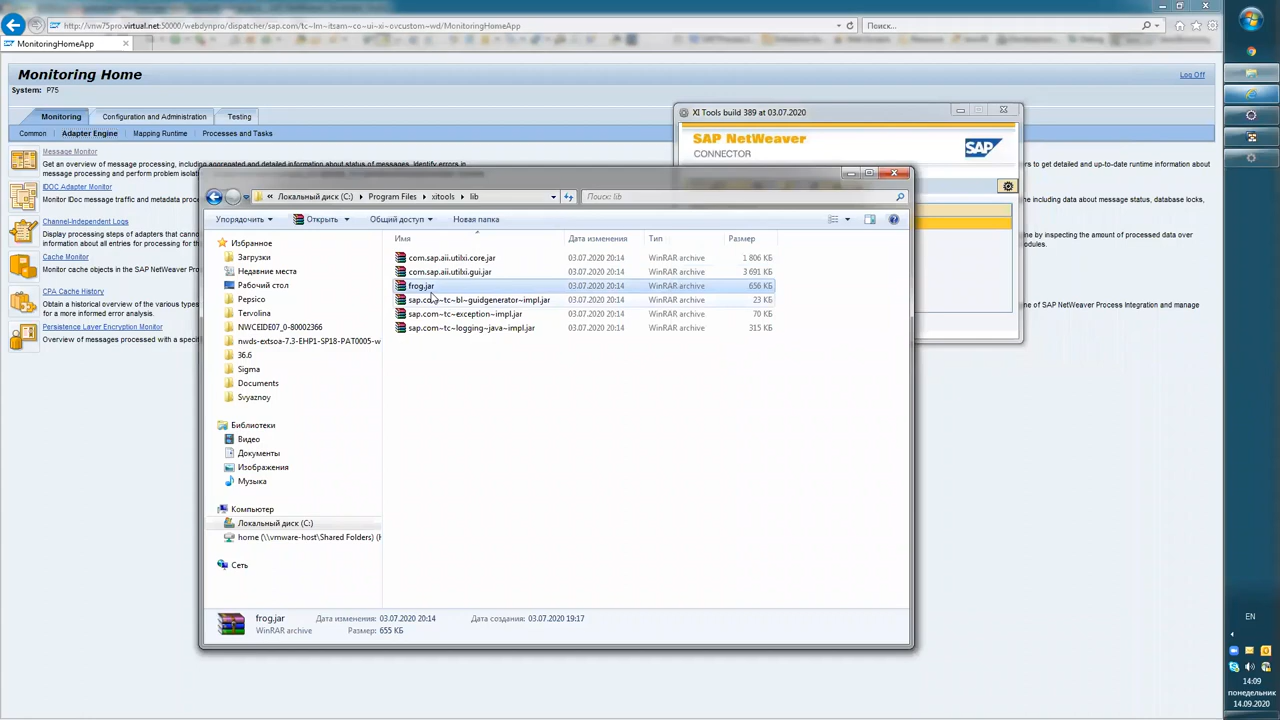 http://vnw75pro.virtual.net:50000/webdynpro/dispatcher/sap.com/tc~lm~itsam~co~ui~xi~ovcustom~wd/MonitoringHomeApp
Поиск...
MonitoringHomeApp
Monitoring Home
Log Off
System: P75
Monitoring
Configuration and Administration
Testing
Common
Adapter Engine
Mapping Runtime
Processes and Tasks
Message Monitor
Get an overview of message processing, including aggregated and detailed information about status of messages. Identify errors in
message processing and perform problem
IDOC Adapter Monitor
Monitor IDoc message traffic and
Channel-Independent Logs
Display processing steps of adapters that cannot
information about all entries for processing for th
Cache Monitor
Monitor cache objects in the SAP NetWeaver Proc
CPA Cache History
Obtain a historical overview of the various types
for a more informed error analysis.
Persistence Layer Environment Monitoring
Overview of messages processed with a specifi
XI Tools build 389 at 03.07.2020
SAP NetWeaver
CONNECTOR
SAP
rs to get detailed and up-to-date runtime information about
me including data about message status, database locks,
ne by inspecting the amount of processed data over
odules.
ne of SAP NetWeaver Process Integration and manage
« Локальный диск (C:) Program Files xitools lib
Поиск: lib
Упорядочить
Открыть
Общий доступ
Новая папка
Имя
Дата изменения
Тип
Размер
Избранное
Загрузки
Недавние места
Рабочий стол
Pepsico
Tervolina
NWCEIDE07_0-80002366
nwds-extsoa-7.3-EHP1-SP18-PAT0005-w
36.6
Sigma
Documents
Svyaznoy
Библиотеки
Видео
Документы
Изображения
Музыка
Компьютер
Локальный диск (C:)
home (\\vmware-host\Shared Folders) (H
Сеть
com.sap.aii.utilxi.core.jar 03.07.2020 20:14 WinRAR archive 1 806 КБ
com.sap.aii.utilxi.gui.jar 03.07.2020 20:14 WinRAR archive 3 691 КБ
frog.jar 03.07.2020 20:14 WinRAR archive 656 КБ
sap.com~tc~bl~guidgenerator~impl.jar 03.07.2020 20:14 WinRAR archive 23 КБ
sap.com~tc~exception~impl.jar 03.07.2020 20:14 WinRAR archive 70 КБ
sap.com~tc~logging~java~impl.jar 03.07.2020 20:14 WinRAR archive 315 КБ
frog.jar
Дата изменения: 03.07.2020 20:14
Дата создания: 03.07.2020 19:17
WinRAR archive
Размер: 655 КБ
EN
14:09
понедельник
14.09.2020